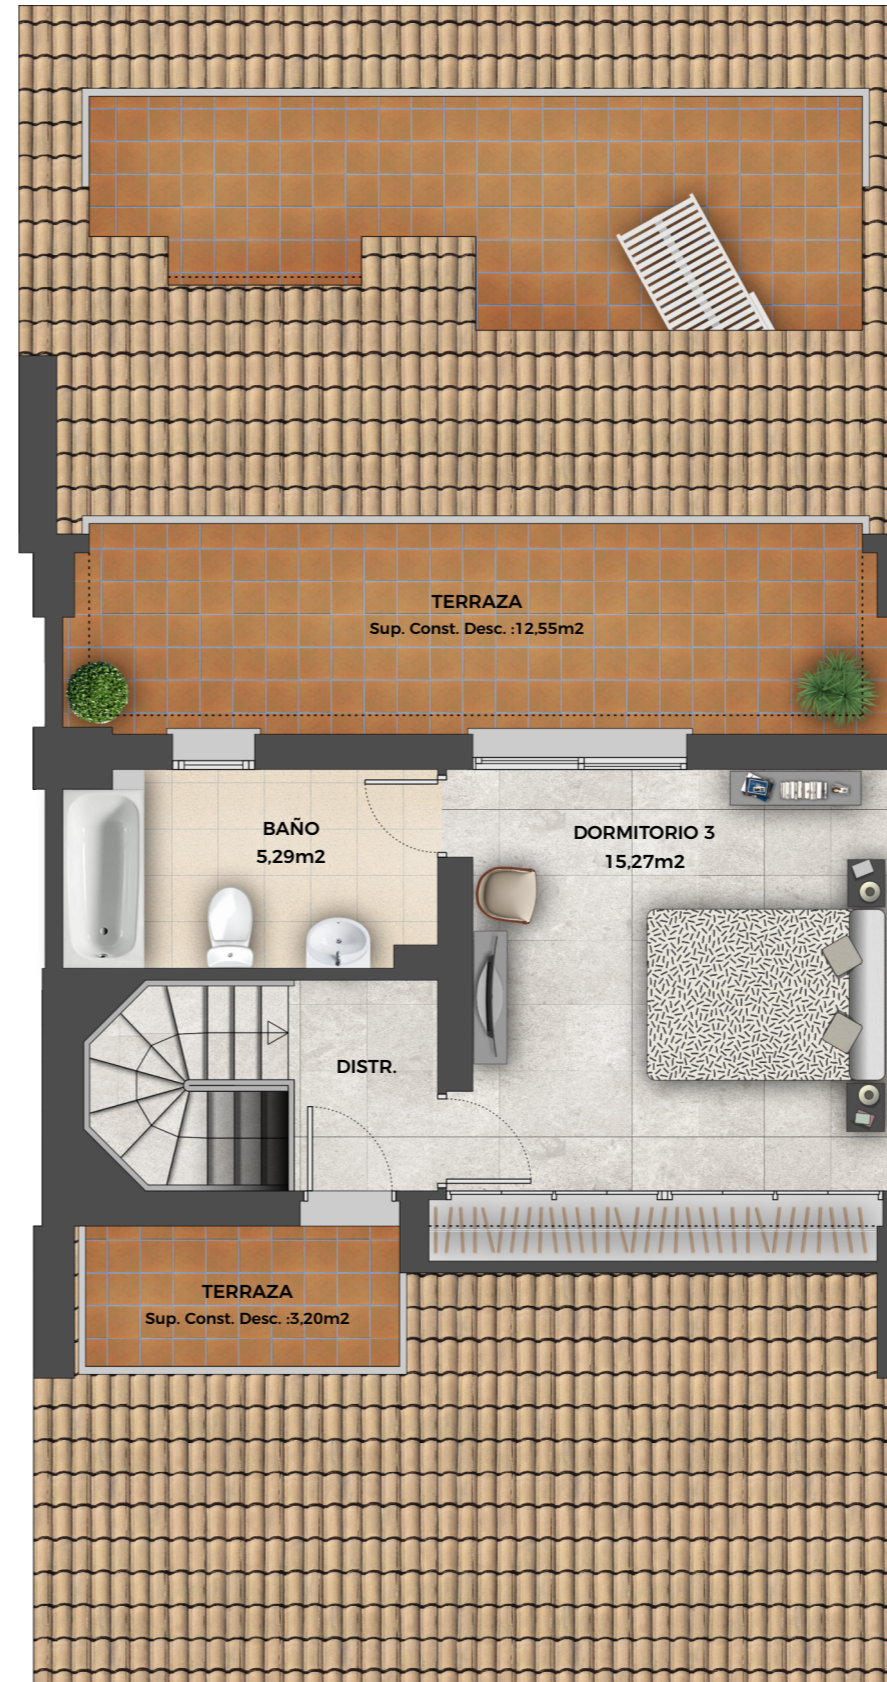 TERRAZA
Sup. Const. Desc. :12,55m2
BAÑO
5,29m2
DORMITORIO 3
15,27m2
DISTR.
TERRAZA
Sup. Const. Desc. :3,20m2